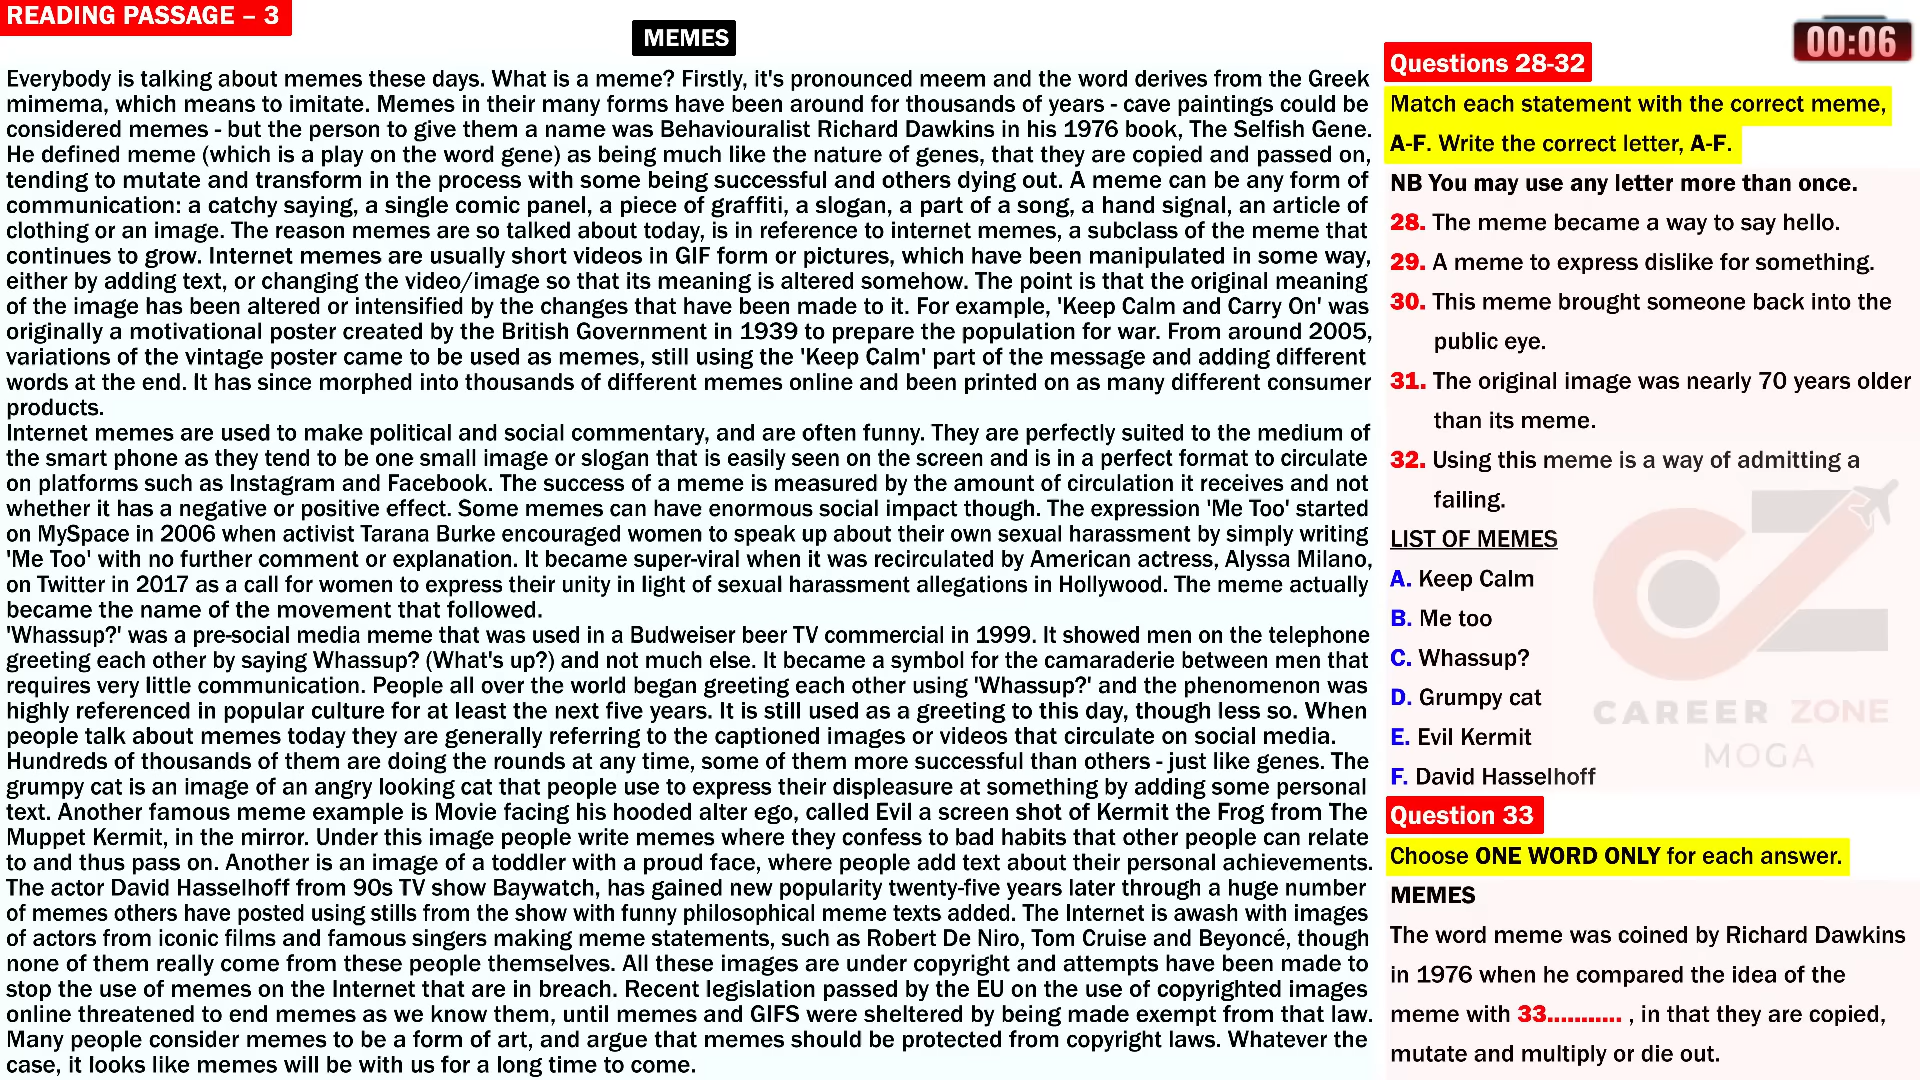 READING PASSAGE – 3
MEMES
Everybody is talking about memes these days. What is a meme? Firstly, it's pronounced meem and the word derives from the Greek
mimema, which means to imitate. Memes in their many forms have been around for thousands of years - cave paintings could be
considered memes - but the person to give them a name was Behaviouralist Richard Dawkins in his 1976 book, The Selfish Gene.
He defined meme (which is a play on the word gene) as being much like the nature of genes, that they are copied and passed on,
tending to mutate and transform in the process with some being successful and others dying out. A meme can be any form of
communication: a catchy saying, a single comic panel, a piece of graffiti, a slogan, a part of a song, a hand signal, an article of
clothing or an image. The reason memes are so talked about today, is in reference to internet memes, a subclass of the meme that
continues to grow. Internet memes are usually short videos in GIF form or pictures, which have been manipulated in some way,
either by adding text, or changing the video/image so that its meaning is altered somehow. The point is that the original meaning
of the image has been altered or intensified by the changes that have been made to it. For example, 'Keep Calm and Carry On' was
originally a motivational poster created by the British Government in 1939 to prepare the population for war. From around 2005,
variations of the vintage poster came to be used as memes, still using the 'Keep Calm' part of the message and adding different
words at the end. It has since morphed into thousands of different memes online and been printed on as many different consumer
products.
Internet memes are used to make political and social commentary, and are often funny. They are perfectly suited to the medium of
the smart phone as they tend to be one small image or slogan that is easily seen on the screen and is in a perfect format to circulate
on platforms such as Instagram and Facebook. The success of a meme is measured by the amount of circulation it receives and not
whether it has a negative or positive effect. Some memes can have enormous social impact though. The expression 'Me Too' started
on MySpace in 2006 when activist Tarana Burke encouraged women to speak up about their own sexual harassment by simply writing
'Me Too' with no further comment or explanation. It became super-viral when it was recirculated by American actress, Alyssa Milano,
on Twitter in 2017 as a call for women to express their unity in light of sexual harassment allegations in Hollywood. The meme actually
became the name of the movement that followed.
'Whassup?' was a pre-social media meme that was used in a Budweiser beer TV commercial in 1999. It showed men on the telephone
greeting each other by saying Whassup? (What's up?) and not much else. It became a symbol for the camaraderie between men that
requires very little communication. People all over the world began greeting each other using 'Whassup?' and the phenomenon was
highly referenced in popular culture for at least the next five years. It is still used as a greeting to this day, though less so. When
people talk about memes today they are generally referring to the captioned images or videos that circulate on social media.
Hundreds of thousands of them are doing the rounds at any time, some of them more successful than others - just like genes. The
grumpy cat is an image of an angry looking cat that people use to express their displeasure at something by adding some personal
text. Another famous meme example is Movie facing his hooded alter ego, called Evil a screen shot of Kermit the Frog from The
Muppet Kermit, in the mirror. Under this image people write memes where they confess to bad habits that other people can relate
to and thus pass on. Another is an image of a toddler with a proud face, where people add text about their personal achievements.
The actor David Hasselhoff from 90s TV show Baywatch, has gained new popularity twenty-five years later through a huge number
of memes others have posted using stills from the show with funny philosophical meme texts added. The Internet is awash with images
of actors from iconic films and famous singers making meme statements, such as Robert De Niro, Tom Cruise and Beyoncé, though
none of them really come from these people themselves. All these images are under copyright and attempts have been made to
stop the use of memes on the Internet that are in breach. Recent legislation passed by the EU on the use of copyrighted images
online threatened to end memes as we know them, until memes and GIFS were sheltered by being made exempt from that law.
Many people consider memes to be a form of art, and argue that memes should be protected from copyright laws. Whatever the
case, it looks like memes will be with us for a long time to come.
00:06
Questions 28-32
Match each statement with the correct meme,
A-F. Write the correct letter, A-F.
NB You may use any letter more than once.
28. The meme became a way to say hello.
29. A meme to express dislike for something.
30. This meme brought someone back into the
public eye.
31. The original image was nearly 70 years older
than its meme.
32. Using this meme is a way of admitting a
failing.
LIST OF MEMES
A. Keep Calm
B. Me too
C. Whassup?
D. Grumpy cat
E. Evil Kermit
F. David Hasselhoff
CAREER ZONE
MOGA
Question 33
Choose ONE WORD ONLY for each answer.
MEMES
The word meme was coined by Richard Dawkins
in 1976 when he compared the idea of the
meme with 33........... , in that they are copied,
mutate and multiply or die out.